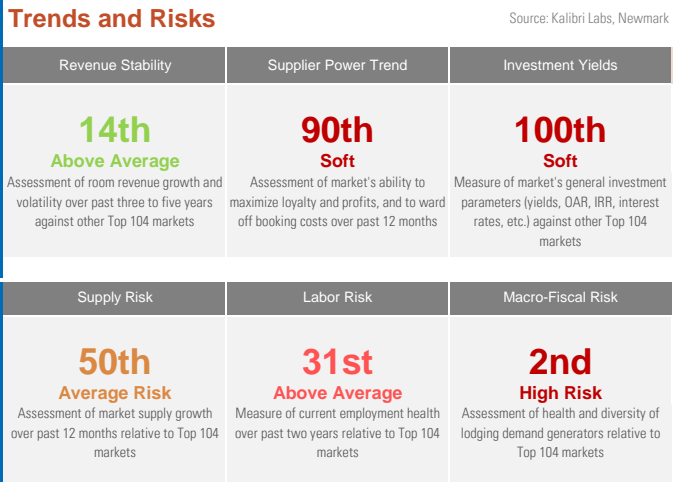 Trends and Risks
Source: Kalibri Labs, Newmark
Revenue Stability
Supplier Power Trend
Investment Yields
14th
Above Average
Assessment of room revenue growth and
volatility over past three to five years
against other Top 104 markets
90th
Soft
Assessment of market's ability to
maximize loyalty and profits, and to ward
off booking costs over past 12 months
100th
Soft
Measure of market's general investment
parameters (yields, OAR, IRR, interest
rates, etc.) against other Top 104
markets
Supply Risk
Labor Risk
Macro-Fiscal Risk
50th
Average Risk
Assessment of market supply growth
over past 12 months relative to Top 104
markets
31st
Above Average
Measure of current employment health
over past two years relative to Top 104
markets
2nd
High Risk
Assessment of health and diversity of
lodging demand generators relative to
Top 104 markets